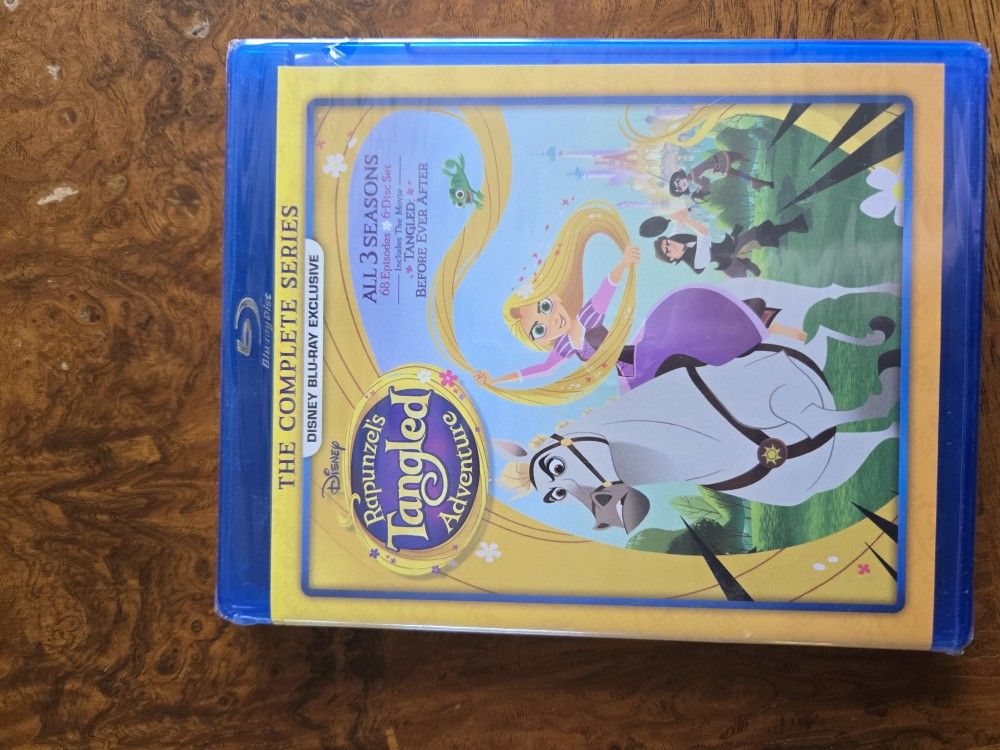 Blu-ray Disc
THE COMPLETE SERIES
DISNEY BLU-RAY EXCLUSIVE
Disney
Rapunzel's
Tangled
Adventure
ALL 3 SEASONS
68 Episodes 6-Disc Set
Includes The Movie
TANGLED:
BEFORE EVER AFTER